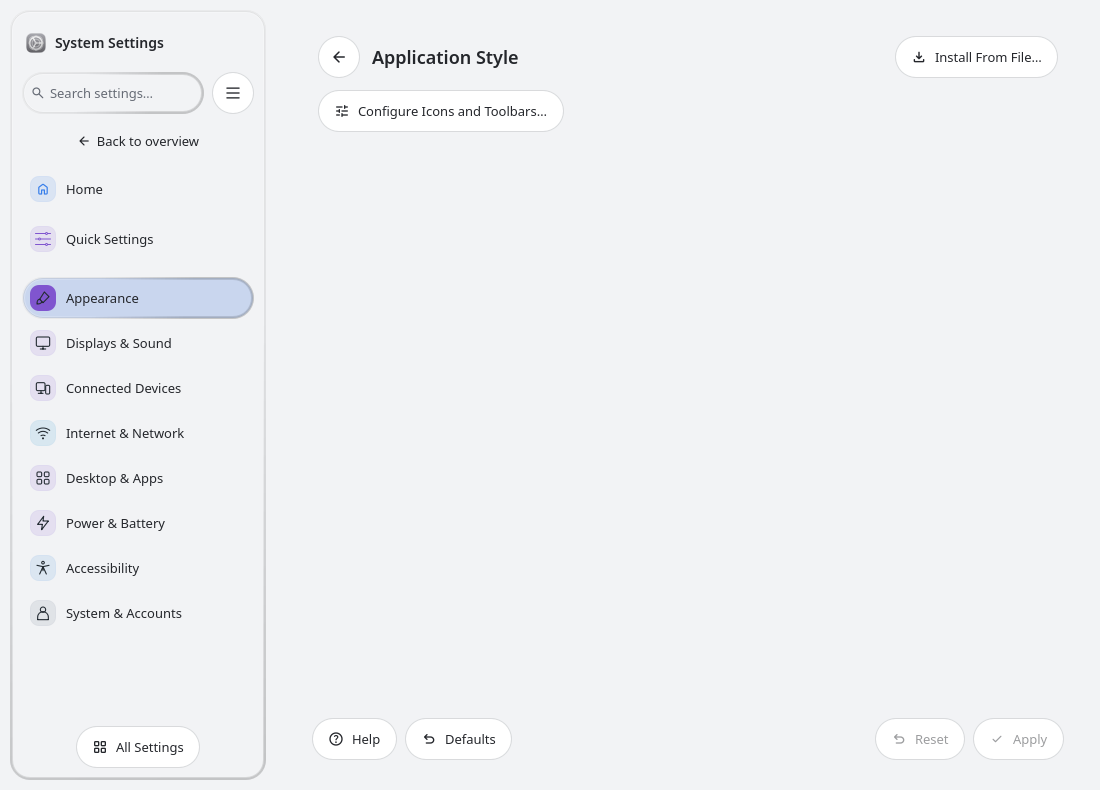 System Settings
Search settings...
Back to overview
Home
Quick Settings
Appearance
Displays & Sound
Connected Devices
Internet & Network
Desktop & Apps
Power & Battery
Accessibility
System & Accounts
All Settings
Application Style
Install From File...
Configure Icons and Toolbars...
Help
Defaults
Reset
Apply